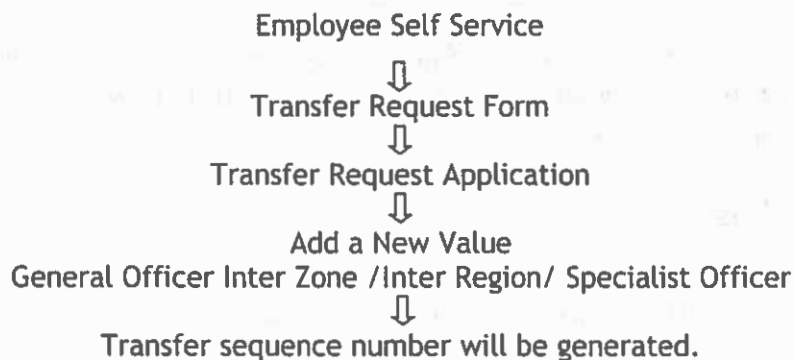 Employee Self Service
⇩
Transfer Request Form
⇩
Transfer Request Application
⇩
Add a New Value
General Officer Inter Zone /Inter Region/ Specialist Officer
⇩
Transfer sequence number will be generated.